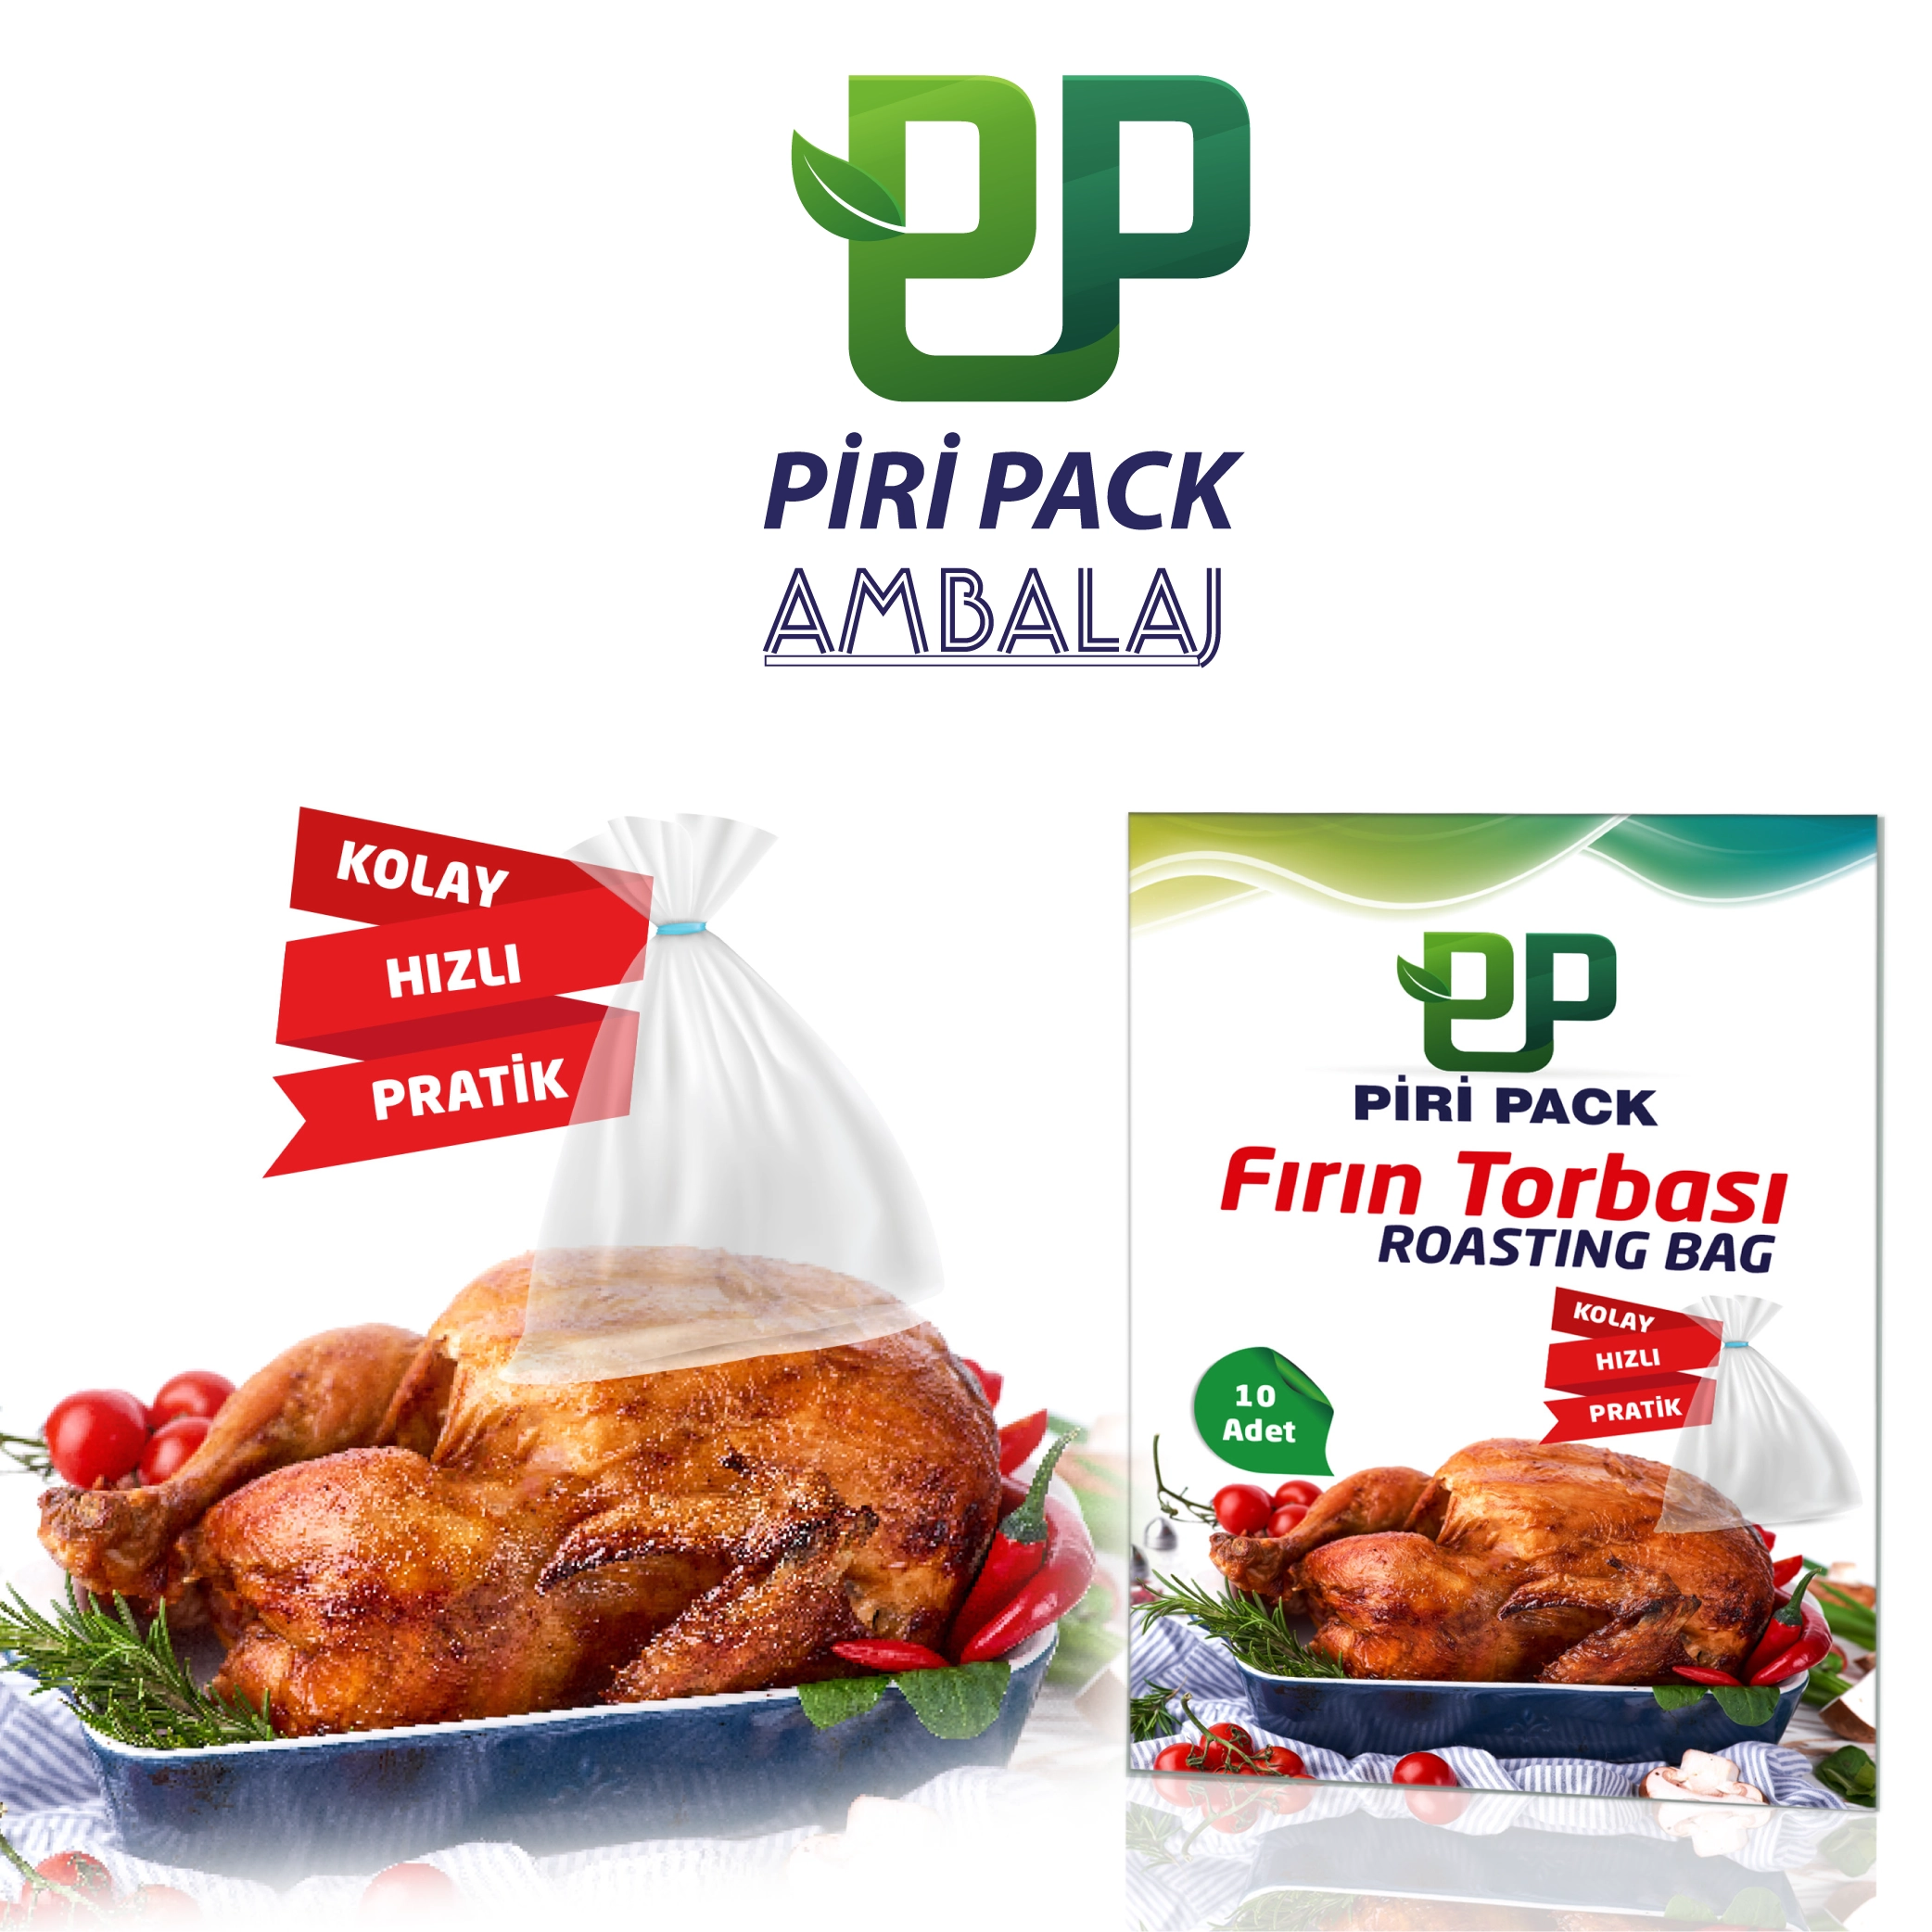 PİRİ PACK
AMBALAJ
KOLAY
HIZLI
PRATİK
PİRİ PACK
Fırın Torbası
ROASTING BAG
KOLAY
HIZLI
PRATİK
10
Adet